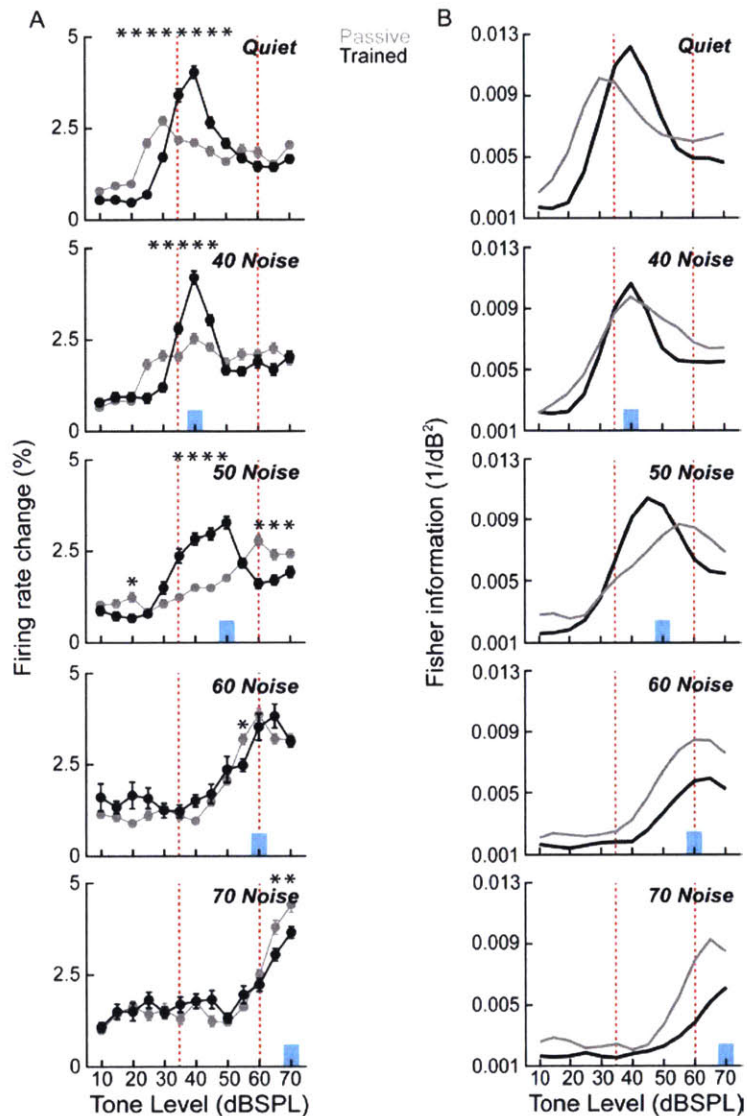 A
*********
Quiet
Passive
Trained
5
2.5
0
*****
40 Noise
5
2.5
0
****
50 Noise
***
*
5
2.5
0
60 Noise
*
5
2.5
0
**
70 Noise
5
2.5
0
10 20 30 40 50 60 70
Tone Level (dBSPL)
Firing rate change (%)
B
Quiet
0.013
0.009
0.005
0.001
40 Noise
0.013
0.009
0.005
0.001
50 Noise
0.013
0.009
0.005
0.001
60 Noise
0.013
0.009
0.005
0.001
70 Noise
0.013
0.009
0.005
0.001
10 20 30 40 50 60 70
Tone Level (dBSPL)
Fisher information (1/dB²)